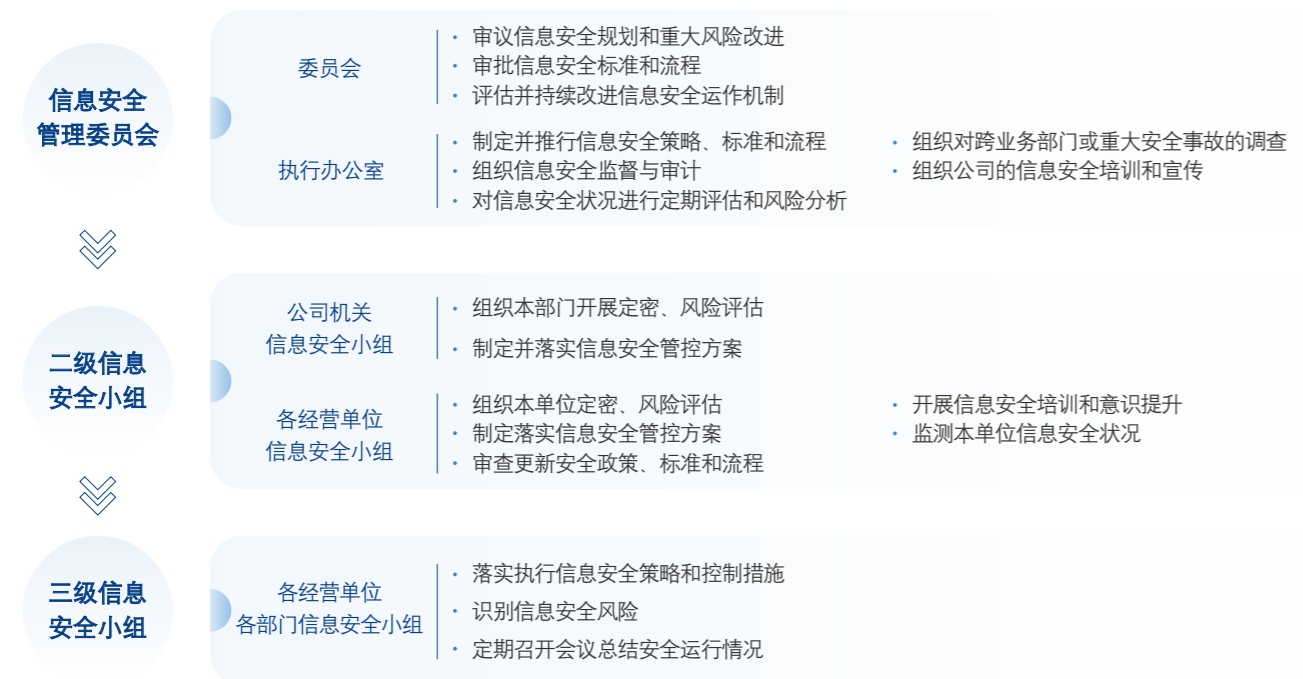 信息安全
管理委员会
委员会
· 审议信息安全规划和重大风险改进
· 审批信息安全标准和流程
· 评估并持续改进信息安全运作机制
执行办公室
· 制定并推行信息安全策略、标准和流程
· 组织信息安全监督与审计
· 对信息安全状况进行定期评估和风险分析
· 组织对跨业务部门或重大安全事故的调查
· 组织公司的信息安全培训和宣传
二级信息
安全小组
公司机关
信息安全小组
· 组织本部门开展定密、风险评估
· 制定并落实信息安全管控方案
各经营单位
信息安全小组
· 组织本单位定密、风险评估
· 制定落实信息安全管控方案
· 审查更新安全政策、标准和流程
· 开展信息安全培训和意识提升
· 监测本单位信息安全状况
三级信息
安全小组
各经营单位
各部门信息安全小组
· 落实执行信息安全策略和控制措施
· 识别信息安全风险
· 定期召开会议总结安全运行情况